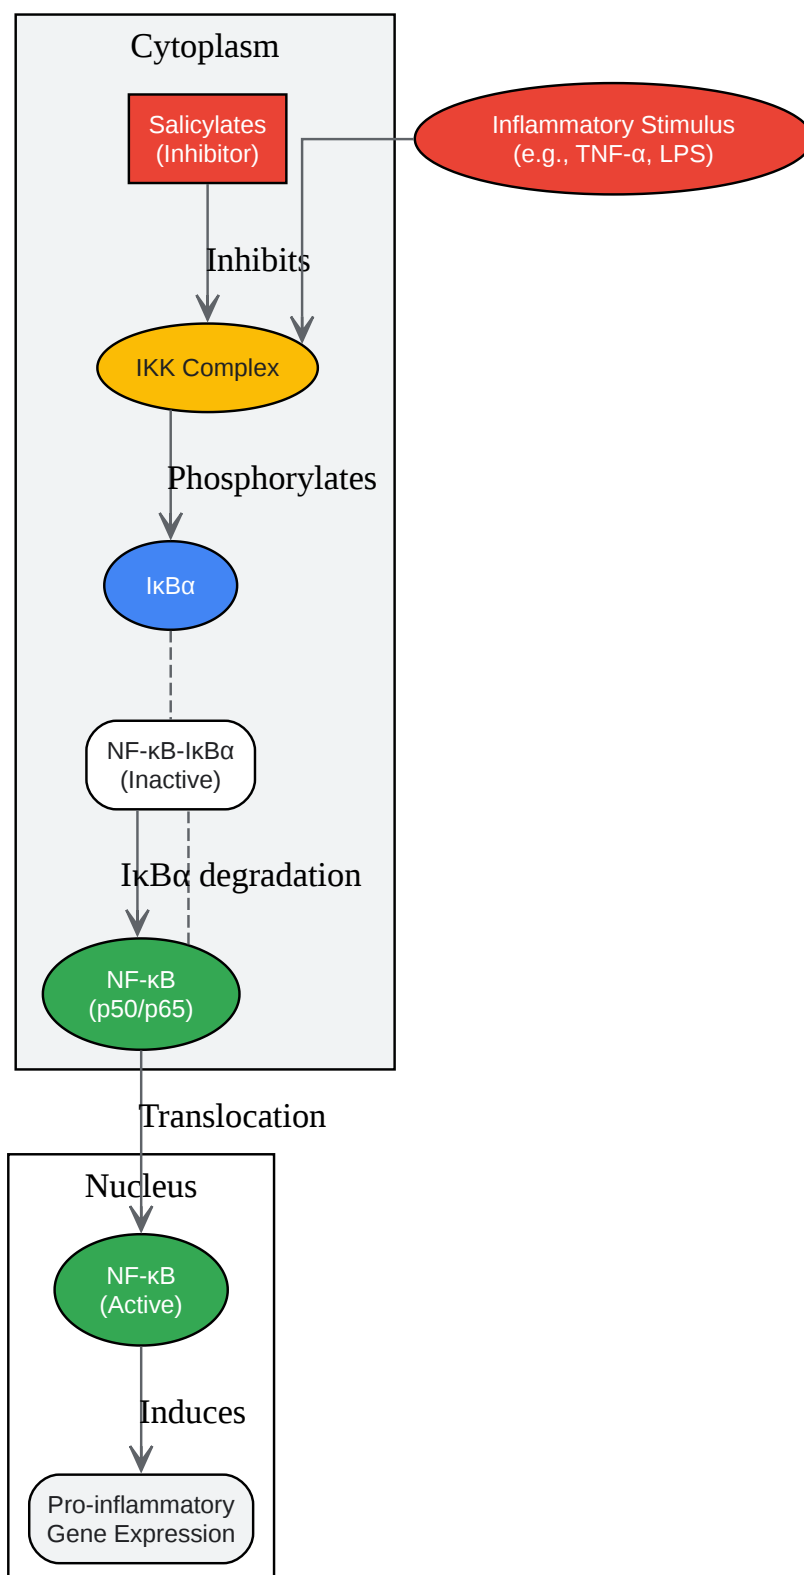 Cytoplasm
Salicylates
(Inhibitor)
Inflammatory Stimulus
(e.g., TNF-α, LPS)
Inhibits
IKK Complex
Phosphorylates
IκBα
NF-κB-IκBα
(Inactive)
IκBα degradation
NF-κB
(p50/p65)
Translocation
Nucleus
NF-κB
(Active)
Induces
Pro-inflammatory
Gene Expression